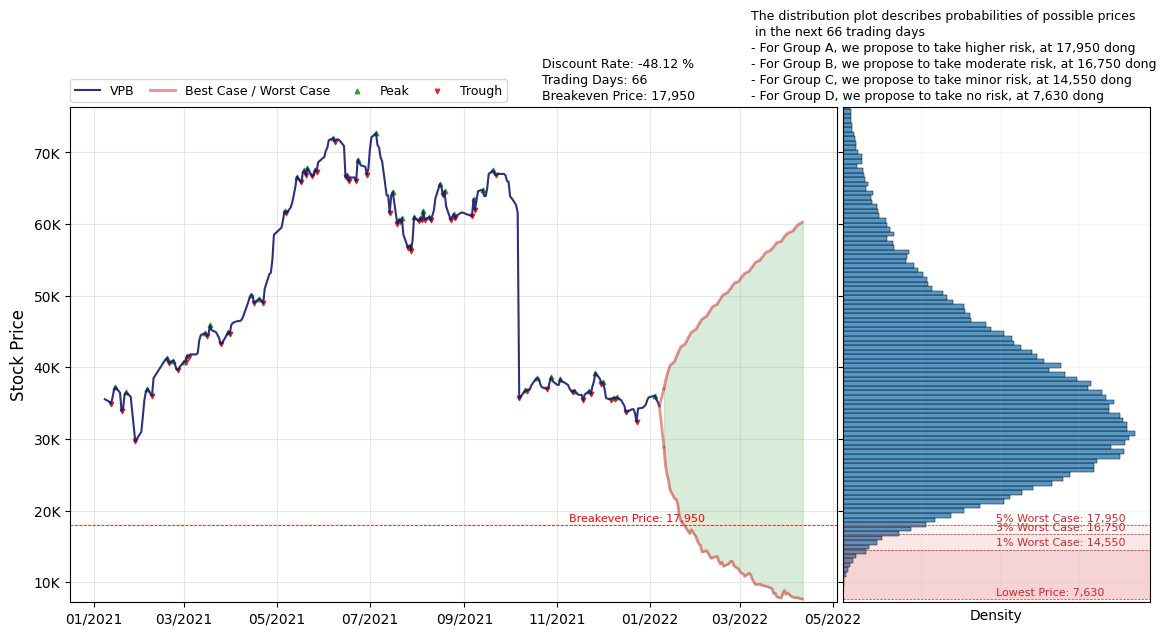 The distribution plot describes probabilities of possible prices
in the next 66 trading days
- For Group A, we propose to take higher risk, at 17,950 dong
- For Group B, we propose to take moderate risk, at 16,750 dong
- For Group C, we propose to take minor risk, at 14,550 dong
- For Group D, we propose to take no risk, at 7,630 dong
Discount Rate: -48.12 %
Trading Days: 66
Breakeven Price: 17,950
VPB
Best Case / Worst Case
Peak
Trough
Stock Price
70K
60K
50K
40K
30K
20K
10K
Breakeven Price: 17,950
5% Worst Case: 17,950
3% Worst Case: 16,750
1% Worst Case: 14,550
Lowest Price: 7,630
01/2021
03/2021
05/2021
07/2021
09/2021
11/2021
01/2022
03/2022
05/2022
Density